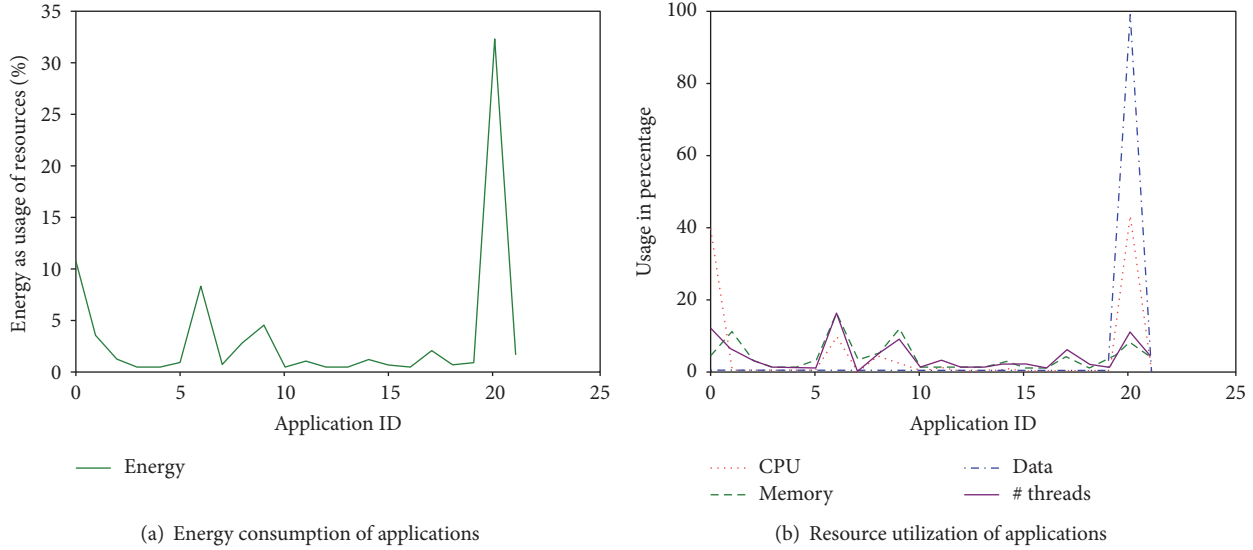 35
30
25
20
15
10
5
0
Energy as usage of resources (%)
0 5 10 15 20 25
Application ID
Energy
(a) Energy consumption of applications
100
80
60
40
20
0
Usage in percentage
0 5 10 15 20 25
Application ID
CPU
Memory
Data
# threads
(b) Resource utilization of applications